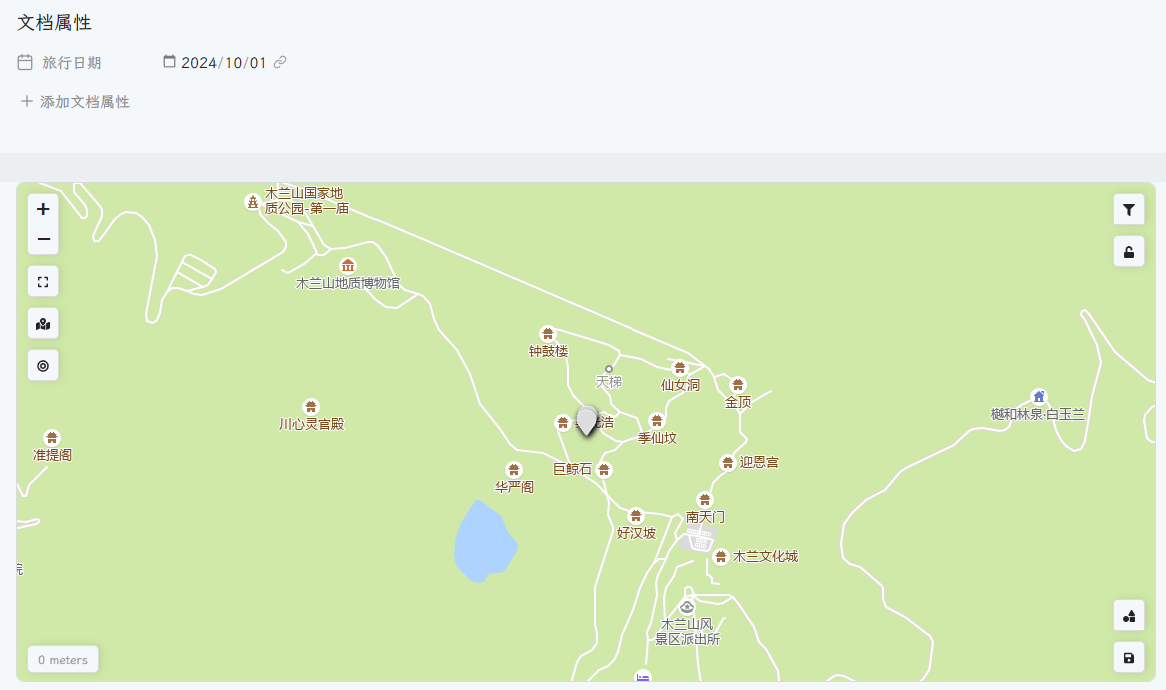 文档属性
旅行日期
2024/10/01
添加文档属性
木兰山国家地
质公园-第一庙
木兰山地质博物馆
钟鼓楼
天梯
仙女洞
金顶
樾和林泉·白玉兰
川心灵官殿
浩
季仙坟
准提阁
巨鲸石
迎恩宫
华严阁
南天门
好汉坡
木兰文化城
院
木兰山风
景区派出所
0 meters